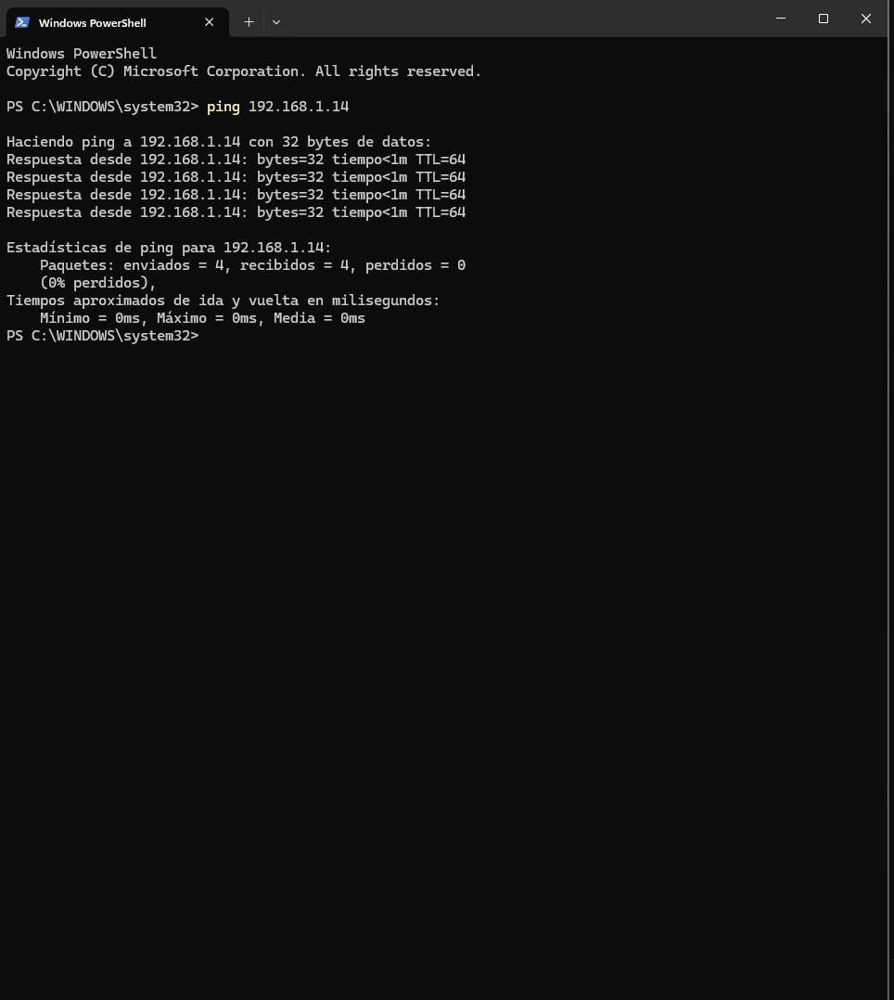 Windows PowerShell
Windows PowerShell
Copyright (C) Microsoft Corporation. All rights reserved.
PS C:\WINDOWS\system32> ping 192.168.1.14
Haciendo ping a 192.168.1.14 con 32 bytes de datos:
Respuesta desde 192.168.1.14: bytes=32 tiempo<1m TTL=64
Respuesta desde 192.168.1.14: bytes=32 tiempo<1m TTL=64
Respuesta desde 192.168.1.14: bytes=32 tiempo<1m TTL=64
Respuesta desde 192.168.1.14: bytes=32 tiempo<1m TTL=64
Estadísticas de ping para 192.168.1.14:
    Paquetes: enviados = 4, recibidos = 4, perdidos = 0
    (0% perdidos),
Tiempos aproximados de ida y vuelta en milisegundos:
    Mínimo = 0ms, Máximo = 0ms, Media = 0ms
PS C:\WINDOWS\system32>